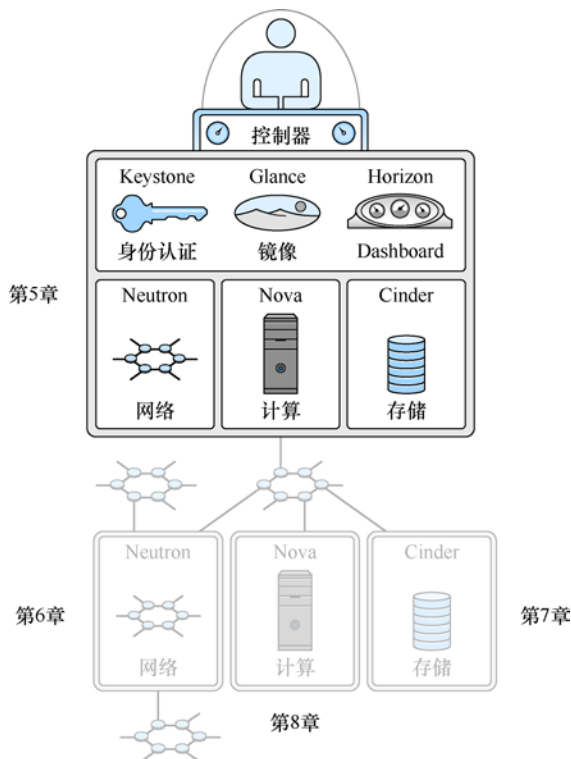 控制器
Keystone Glance Horizon
身份认证 镜像 Dashboard
第5章
Neutron Nova Cinder
网络 计算 存储
Neutron Nova Cinder
第6章 第7章
网络 计算 存储
第8章